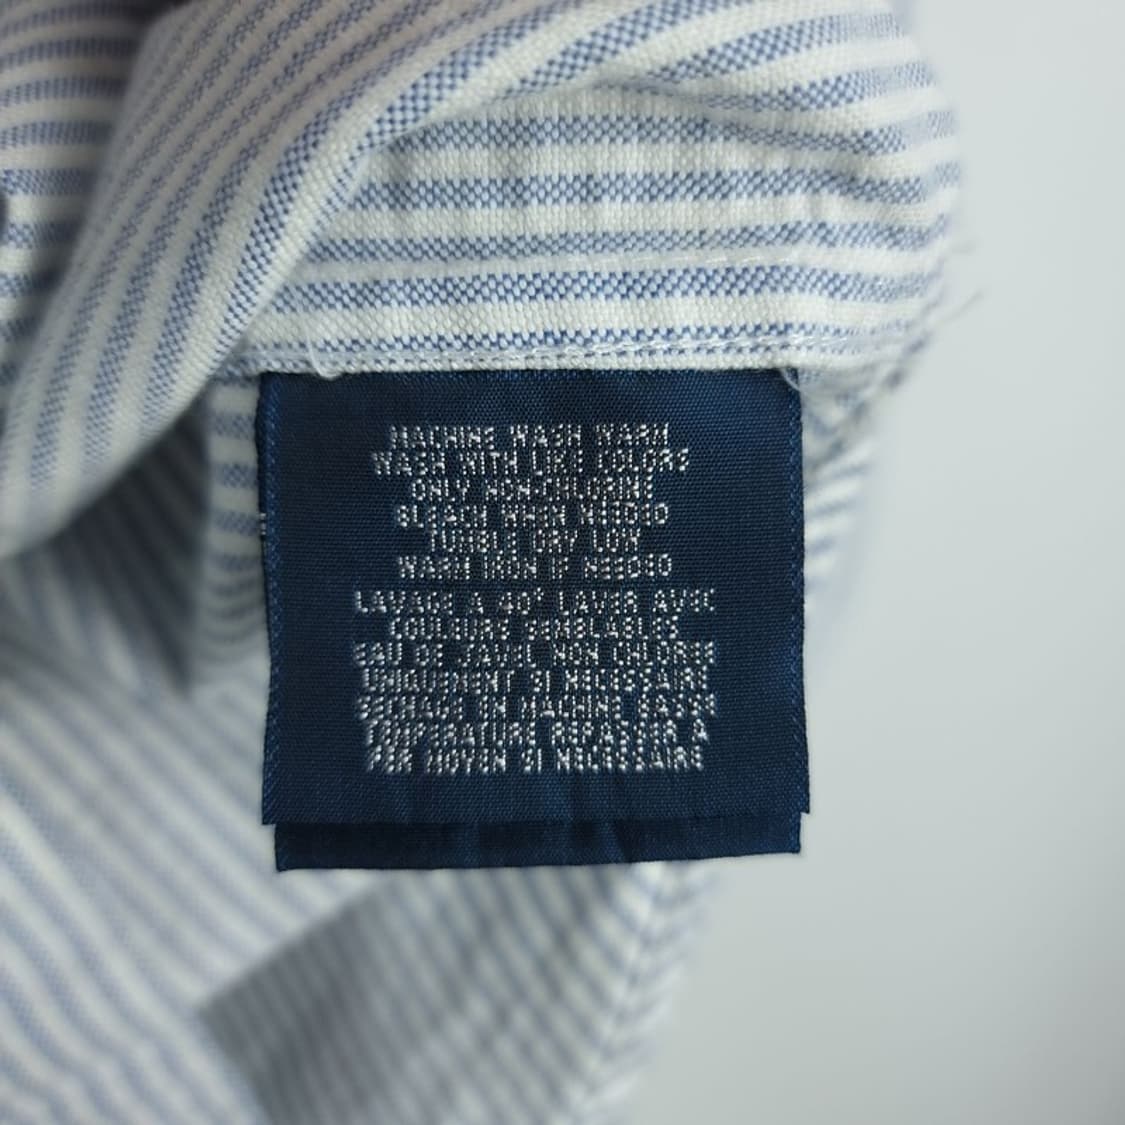 MACHINE WASH WARM
WASH WITH LIKE COLORS
ONLY NON-CHLORINE
BLEACH WHEN NEEDED
TUMBLE DRY LOW
WARM IRON IF NEEDED
LAVAGE A 40° LAVER AVEC
COULEURS SEMBLABLES
EAU DE JAVEL NON CHLOREE
UNIQUEMENT SI NECESSAIRE
SECHAGE EN MACHINE BASSE
TEMPERATURE REPASSER A
FER MOYEN SI NECESSAIRE